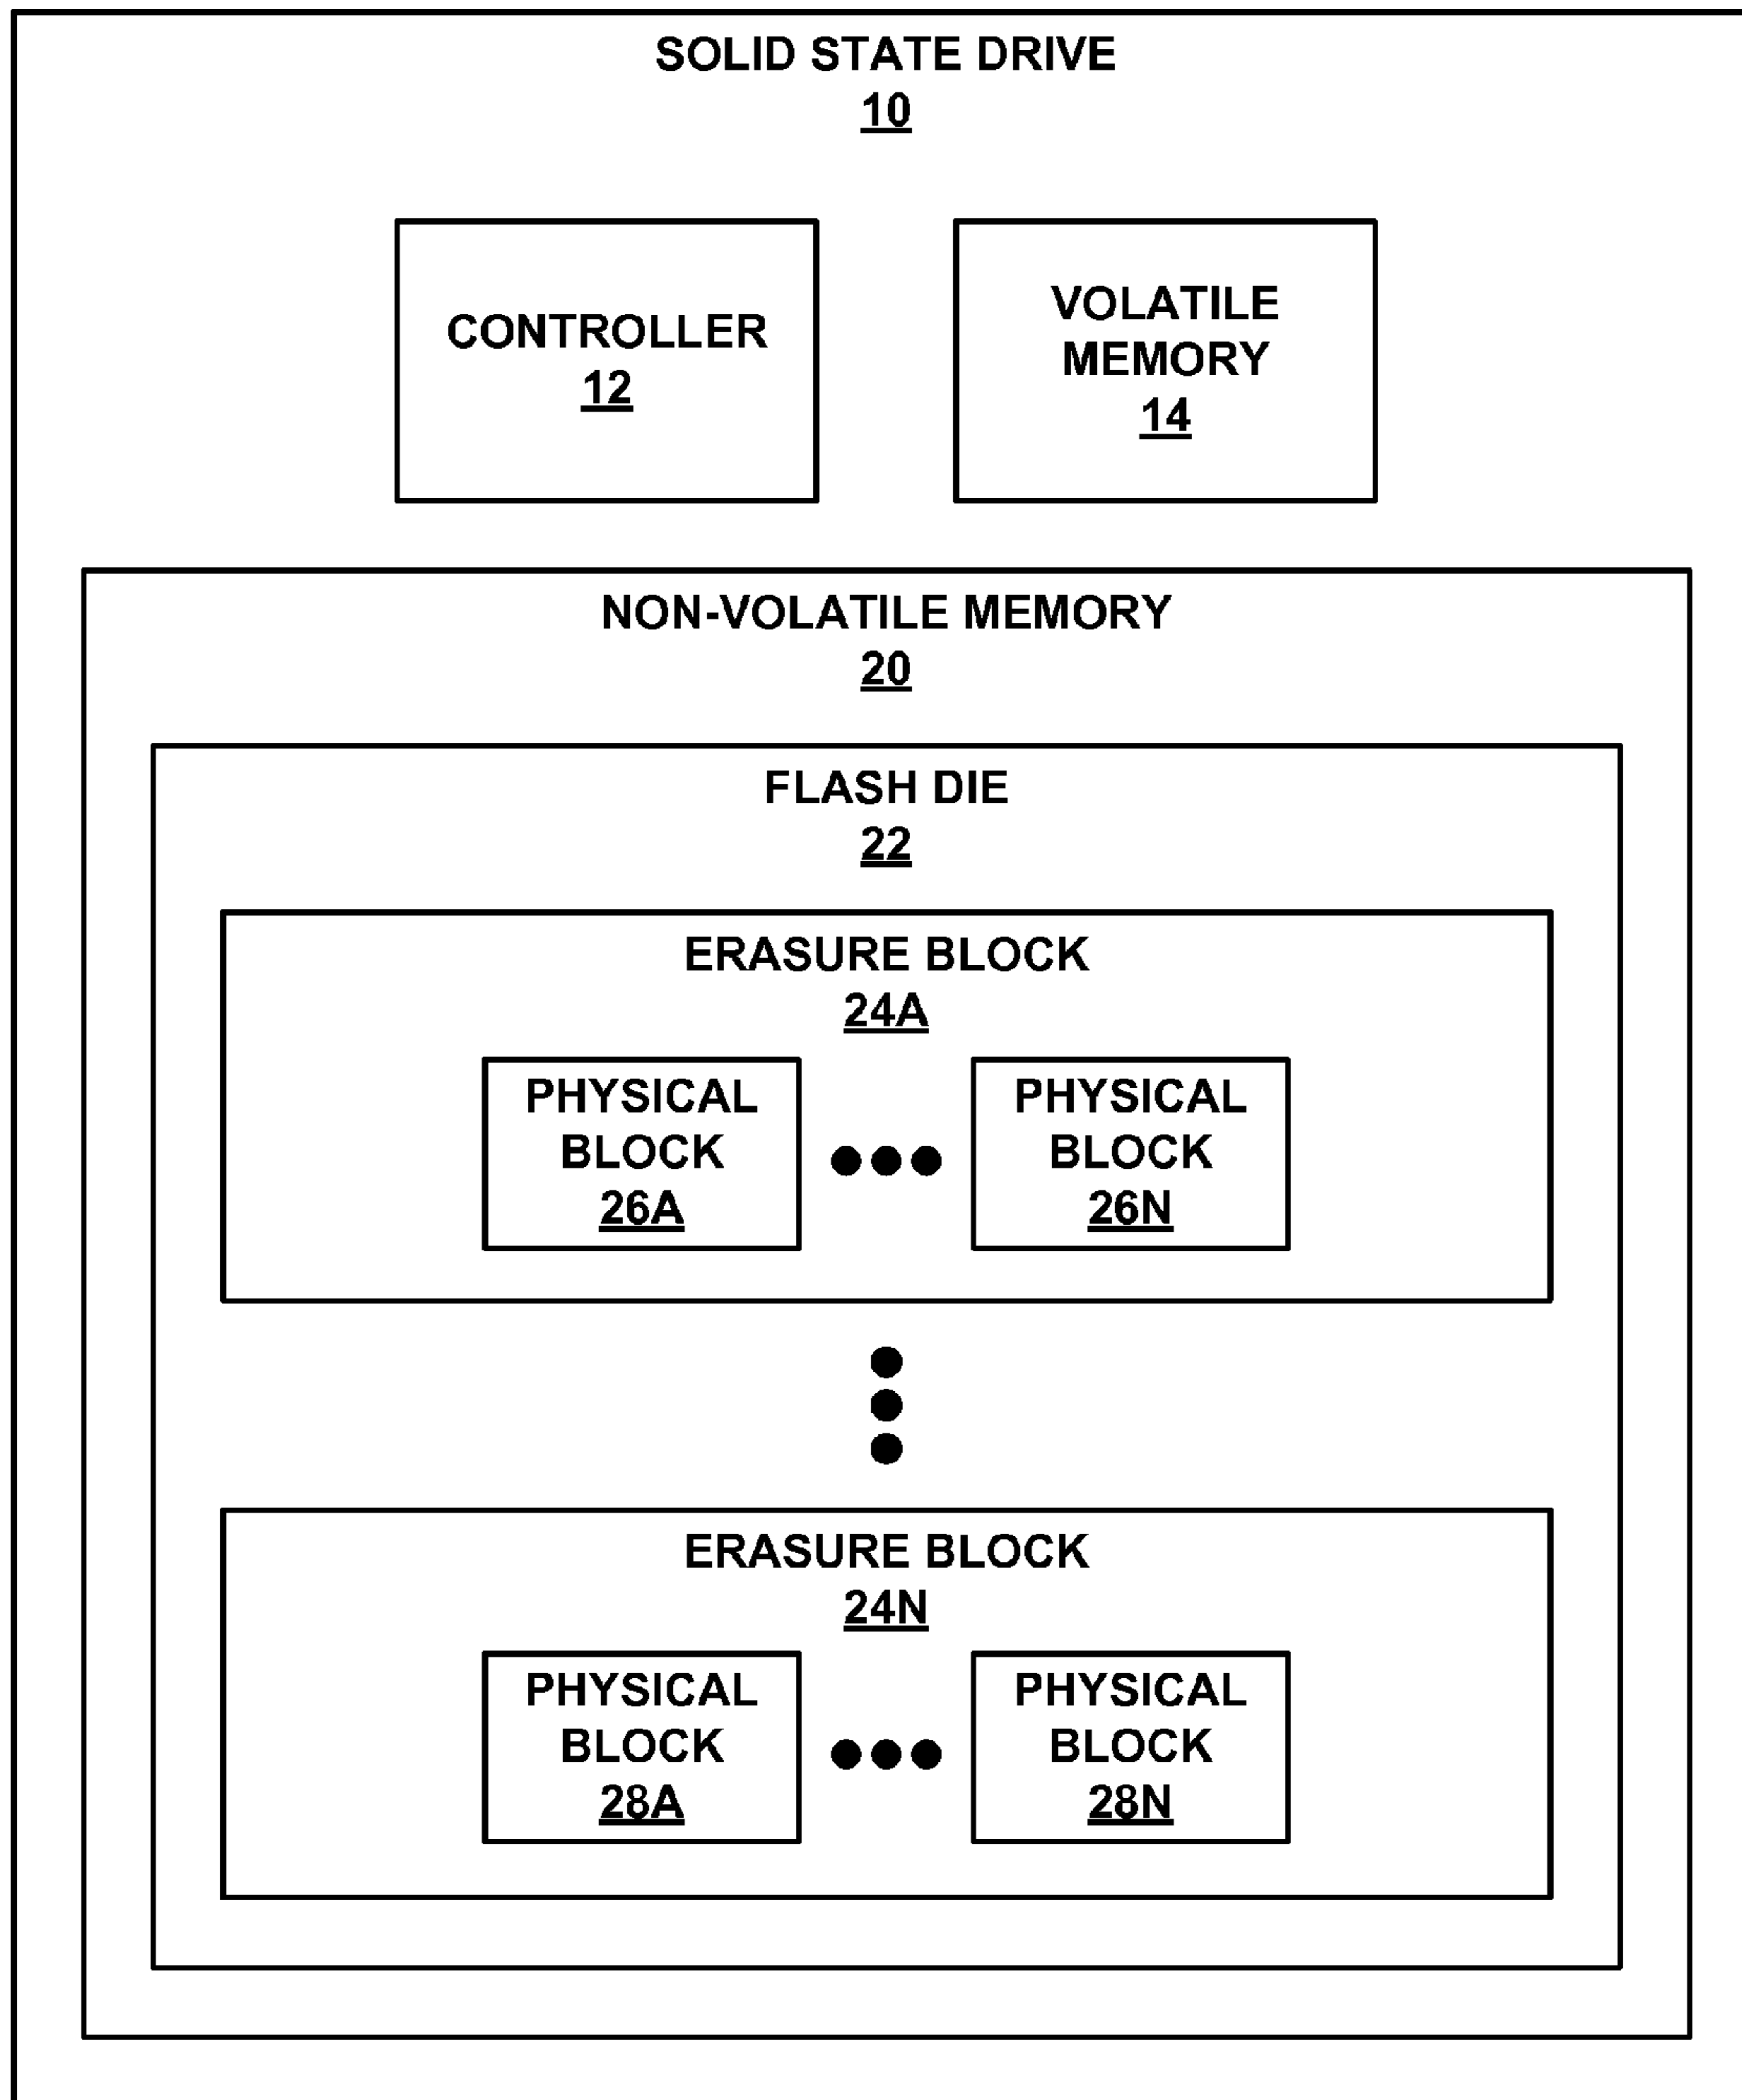 SOLID STATE DRIVE
10
CONTROLLER
12
VOLATILE
MEMORY
14
NON-VOLATILE MEMORY
20
FLASH DIE
22
ERASURE BLOCK
24A
PHYSICAL
BLOCK
26A
PHYSICAL
BLOCK
26N
ERASURE BLOCK
24N
PHYSICAL
BLOCK
28A
PHYSICAL
BLOCK
28N